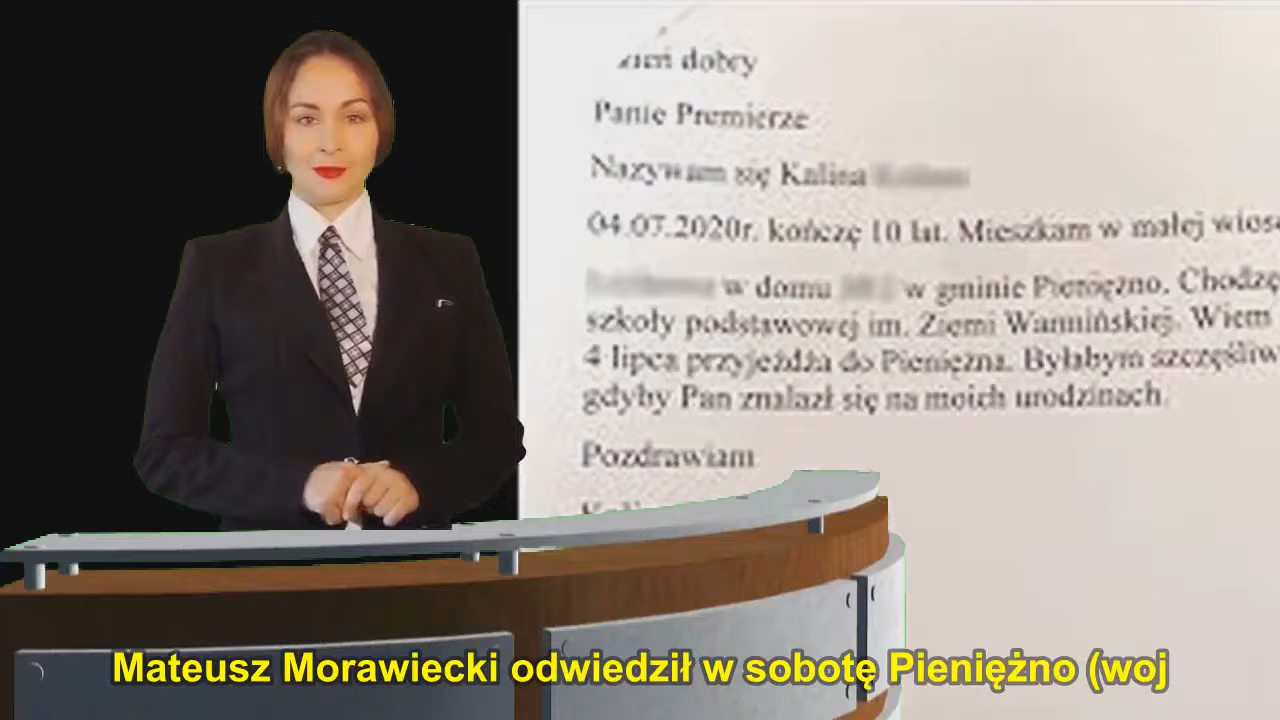 dobry
Panie Premierze
Nazywam się Kalina
04.07.2020r. kończę 10 lat. Mieszkam w małej
w domu w gminie Pieniężno. Chodzę
szkoły podstawowej im. Ziemi Warmińskiej. Wiem
4 lipca przyjeżdża do Pieniężna. Byłabym
gdyby Pan znalazł się na moich urodzinach.
Pozdrawiam
Mateusz Morawiecki odwiedził w sobotę Pieniężno (woj